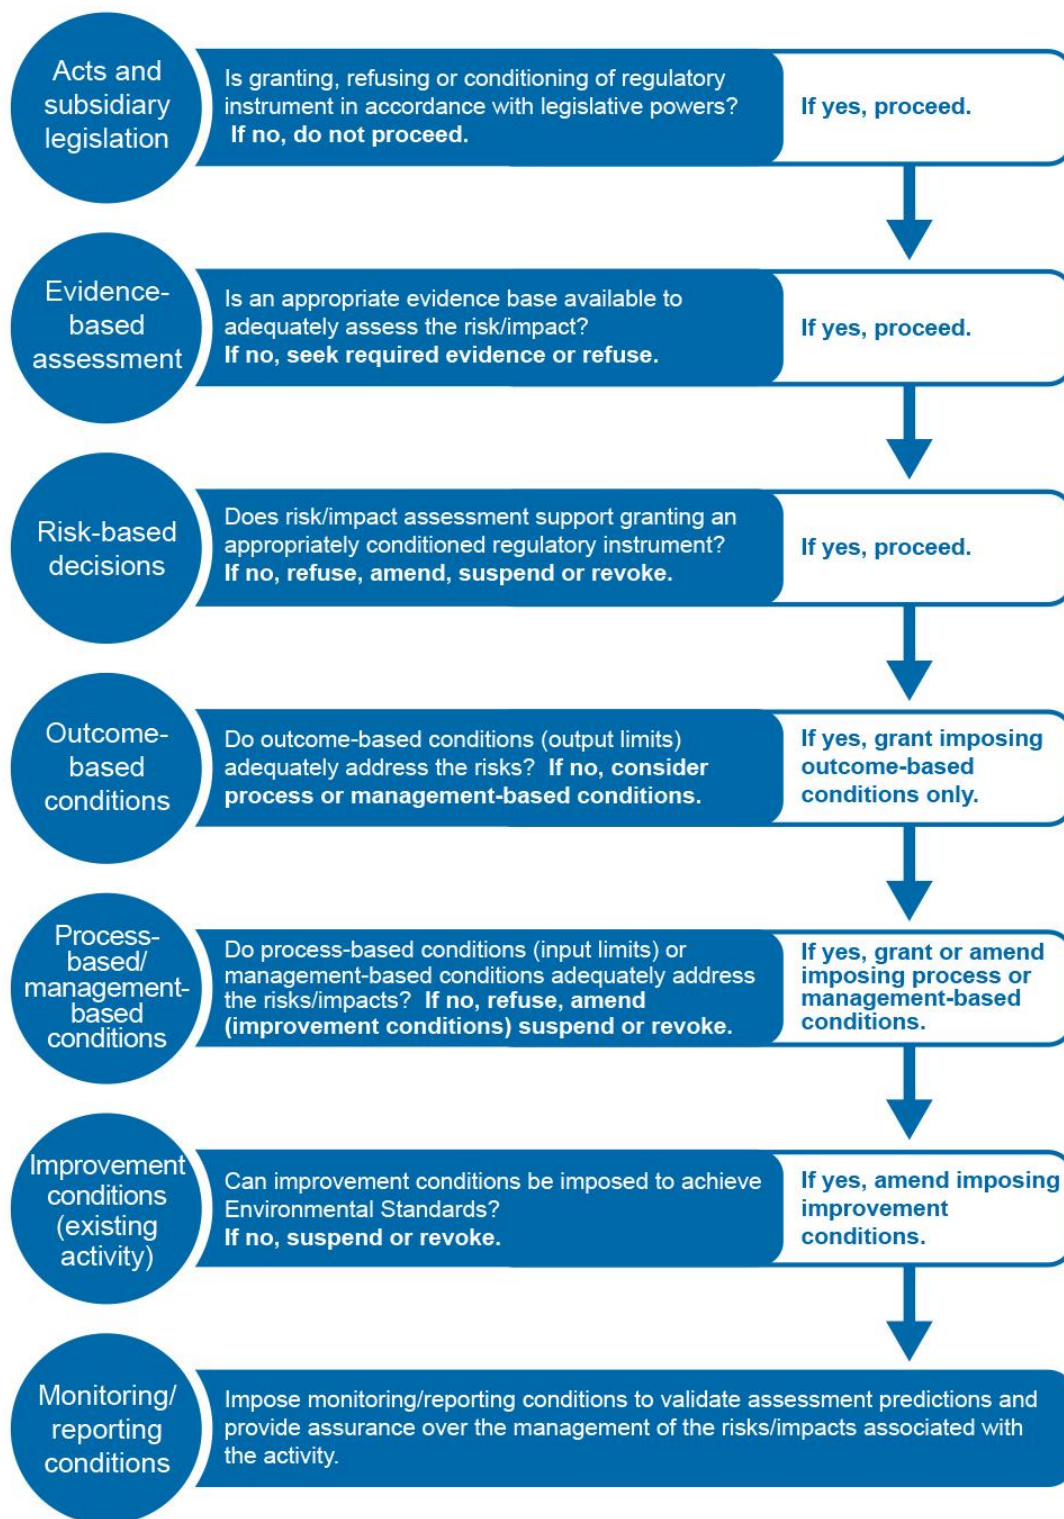 Acts and
subsidiary
legislation
Is granting, refusing or conditioning of regulatory
instrument in accordance with legislative powers?
If no, do not proceed.
If yes, proceed.
Evidence-
based
assessment
Is an appropriate evidence base available to
adequately assess the risk/impact?
If no, seek required evidence or refuse.
If yes, proceed.
Risk-based
decisions
Does risk/impact assessment support granting an
appropriately conditioned regulatory instrument?
If no, refuse, amend, suspend or revoke.
If yes, proceed.
Outcome-
based
conditions
Do outcome-based conditions (output limits)
adequately address the risks? If no, consider
process or management-based conditions.
If yes, grant imposing
outcome-based
conditions only.
Process-
based/
management-
based
conditions
Do process-based conditions (input limits) or
management-based conditions adequately address
the risks/impacts? If no, refuse, amend
(improvement conditions) suspend or revoke.
If yes, grant or amend
imposing process or
management-based
conditions.
Improvement
conditions
(existing
activity)
Can improvement conditions be imposed to achieve
Environmental Standards?
If no, suspend or revoke.
If yes, amend imposing
improvement
conditions.
Monitoring/
reporting
conditions
Impose monitoring/reporting conditions to validate assessment predictions and
provide assurance over the management of the risks/impacts associated with
the activity.